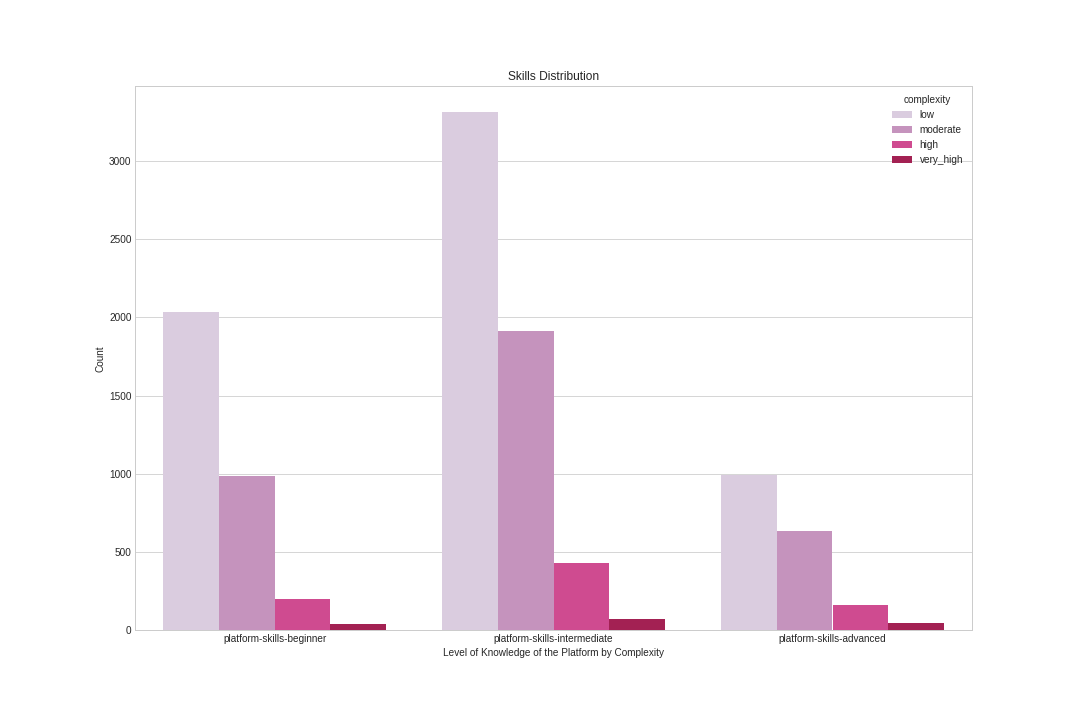 Skills Distribution
complexity
low
moderate
high
very_high
3000
2500
2000
1500
1000
500
0
Count
platform-skills-beginner
platform-skills-intermediate
platform-skills-advanced
Level of Knowledge of the Platform by Complexity